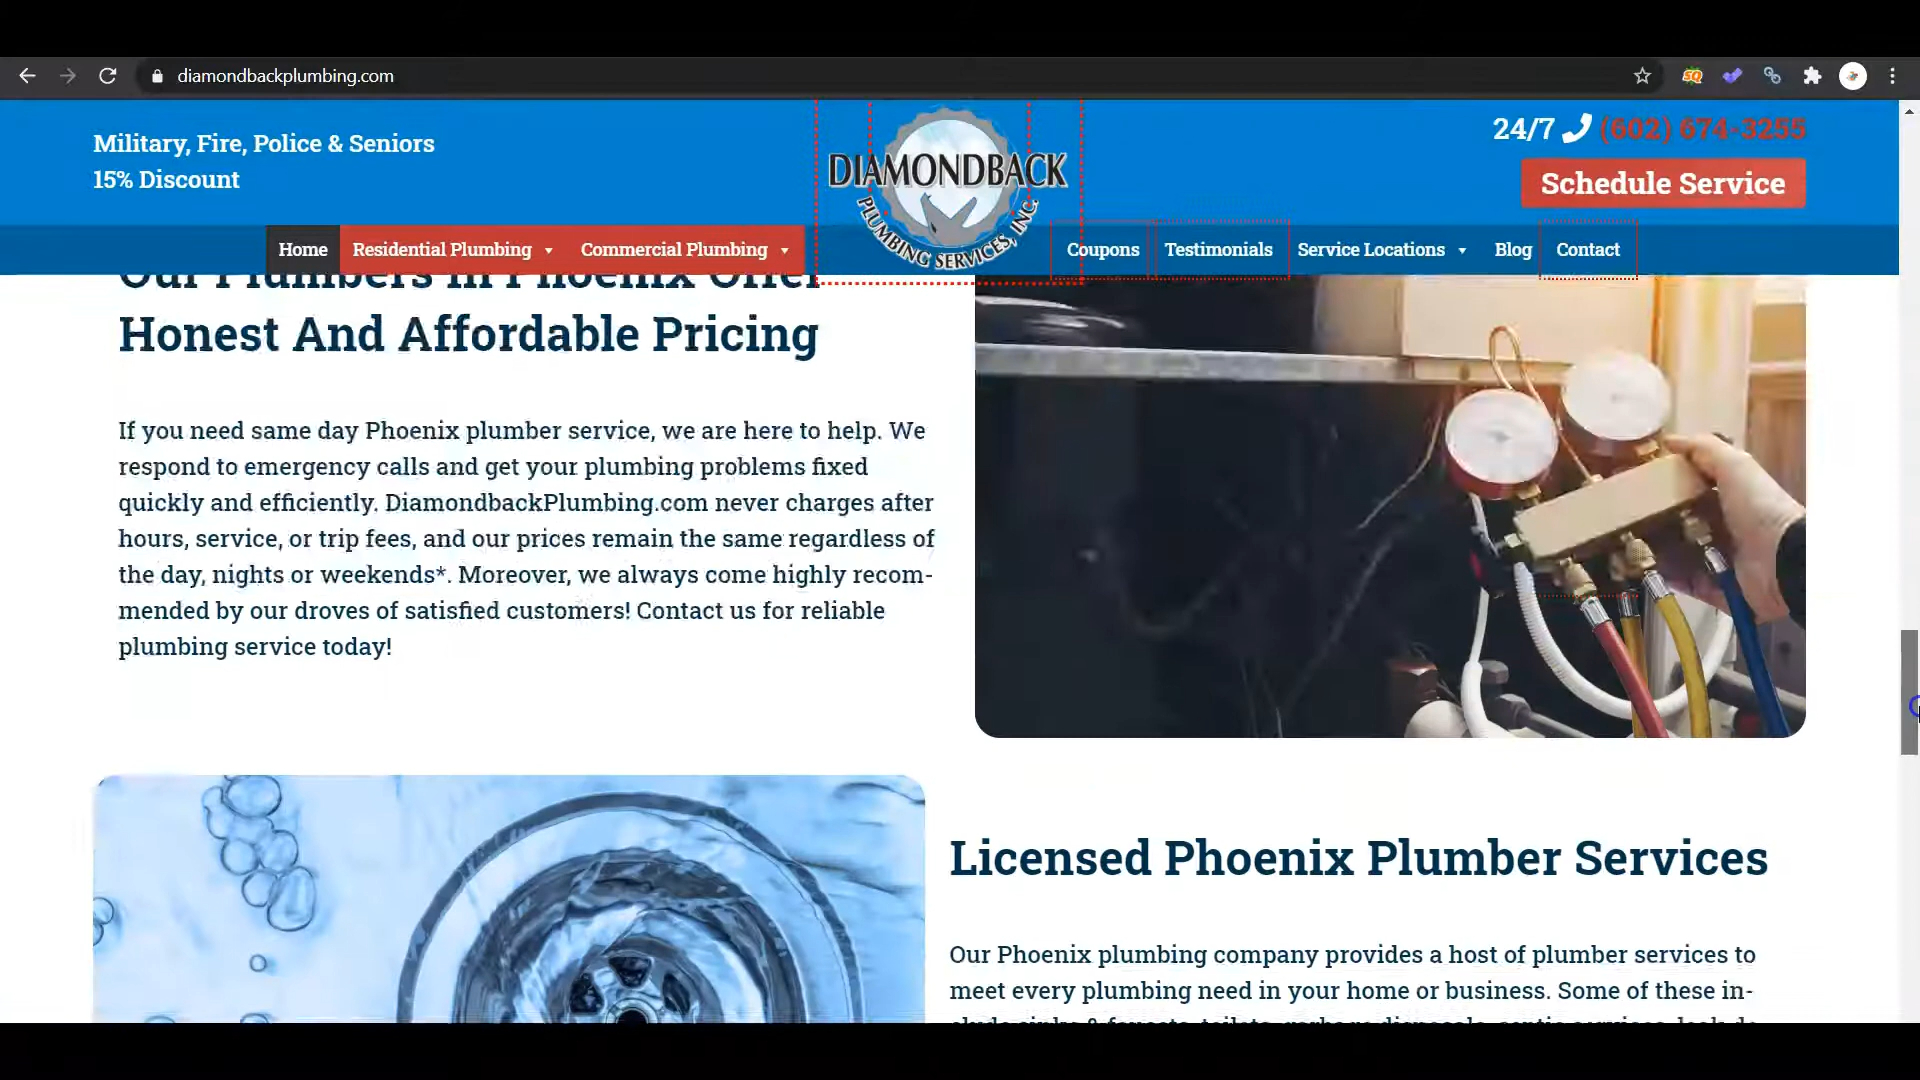 diamondbackplumbing.com
Military, Fire, Police & Seniors
15% Discount
DIAMONDBACK
PLUMBING SERVICES, INC.
24/7 (602) 674-3255
Schedule Service
Home Residential Plumbing Commercial Plumbing Coupons Testimonials Service Locations Blog Contact
Our Plumbers in Phoenix Offer
Honest And Affordable Pricing
If you need same day Phoenix plumber service, we are here to help. We
respond to emergency calls and get your plumbing problems fixed
quickly and efficiently. DiamondbackPlumbing.com never charges after
hours, service, or trip fees, and our prices remain the same regardless of
the day, nights or weekends*. Moreover, we always come highly recom-
mended by our droves of satisfied customers! Contact us for reliable
plumbing service today!
Licensed Phoenix Plumber Services
Our Phoenix plumbing company provides a host of plumber services to
meet every plumbing need in your home or business. Some of these in-